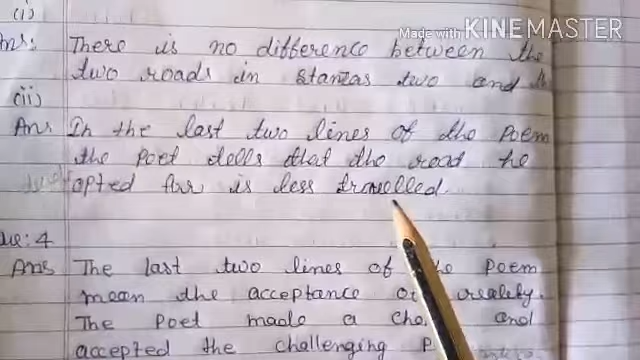 (i)
Made with KINEMASTER
Ans: There is no difference between the
two roads in stanzas two and
(ii)
Ans In the last two lines of the Poem
the Poet dells that the road he
opted for is less travelled.
Que: 4
Ans The last two lines of the Poem
mean the acceptance of reality.
The Poet made a and
accepted the challenging